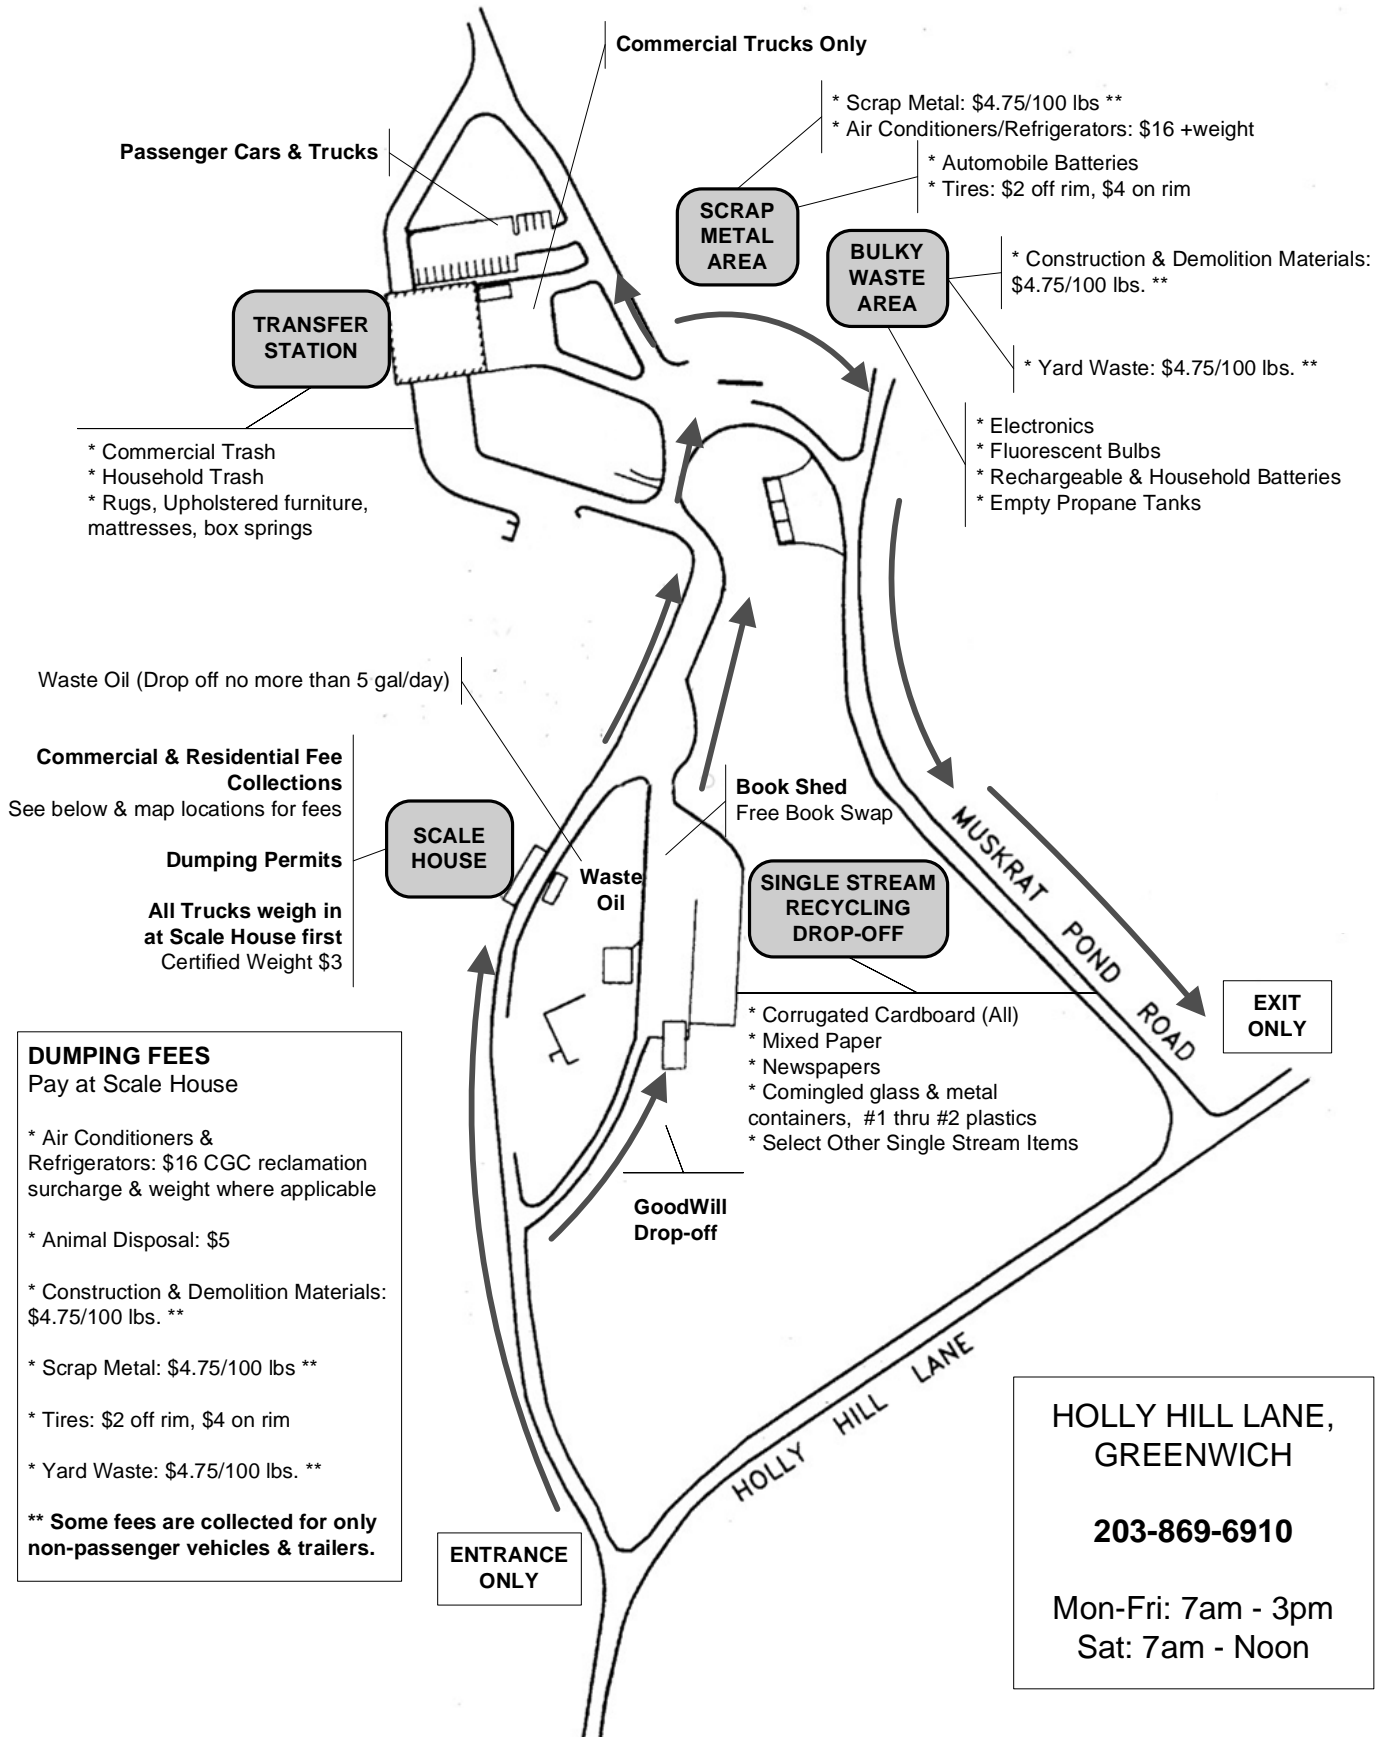 Commercial Trucks Only
* Scrap Metal: $4.75/100 lbs **
* Air Conditioners/Refrigerators: $16 +weight
Passenger Cars & Trucks
* Automobile Batteries
* Tires: $2 off rim, $4 on rim
SCRAP
METAL
AREA
BULKY
WASTE
AREA
* Construction & Demolition Materials:
$4.75/100 lbs. **
TRANSFER
STATION
* Yard Waste: $4.75/100 lbs. **
* Commercial Trash
* Household Trash
* Rugs, Upholstered furniture,
mattresses, box springs
* Electronics
* Fluorescent Bulbs
* Rechargeable & Household Batteries
* Empty Propane Tanks
Waste Oil (Drop off no more than 5 gal/day)
Commercial & Residential Fee
Collections
See below & map locations for fees
Dumping Permits
All Trucks weigh in
at Scale House first
Certified Weight $3
SCALE
HOUSE
Book Shed
Free Book Swap
Waste
Oil
SINGLE STREAM
RECYCLING
DROP-OFF
MUSKRAT POND ROAD
EXIT
ONLY
* Corrugated Cardboard (All)
* Mixed Paper
* Newspapers
* Comingled glass & metal
containers,  #1 thru #2 plastics
* Select Other Single Stream Items
GoodWill
Drop-off
DUMPING FEES
Pay at Scale House
* Air Conditioners &
Refrigerators: $16 CGC reclamation
surcharge & weight where applicable
* Animal Disposal: $5
* Construction & Demolition Materials:
$4.75/100 lbs. **
* Scrap Metal: $4.75/100 lbs **
* Tires: $2 off rim, $4 on rim
* Yard Waste: $4.75/100 lbs. **
** Some fees are collected for only
non-passenger vehicles & trailers.
HOLLY HILL LANE
ENTRANCE
ONLY
HOLLY HILL LANE,
GREENWICH
203-869-6910
Mon-Fri: 7am - 3pm
Sat: 7am - Noon